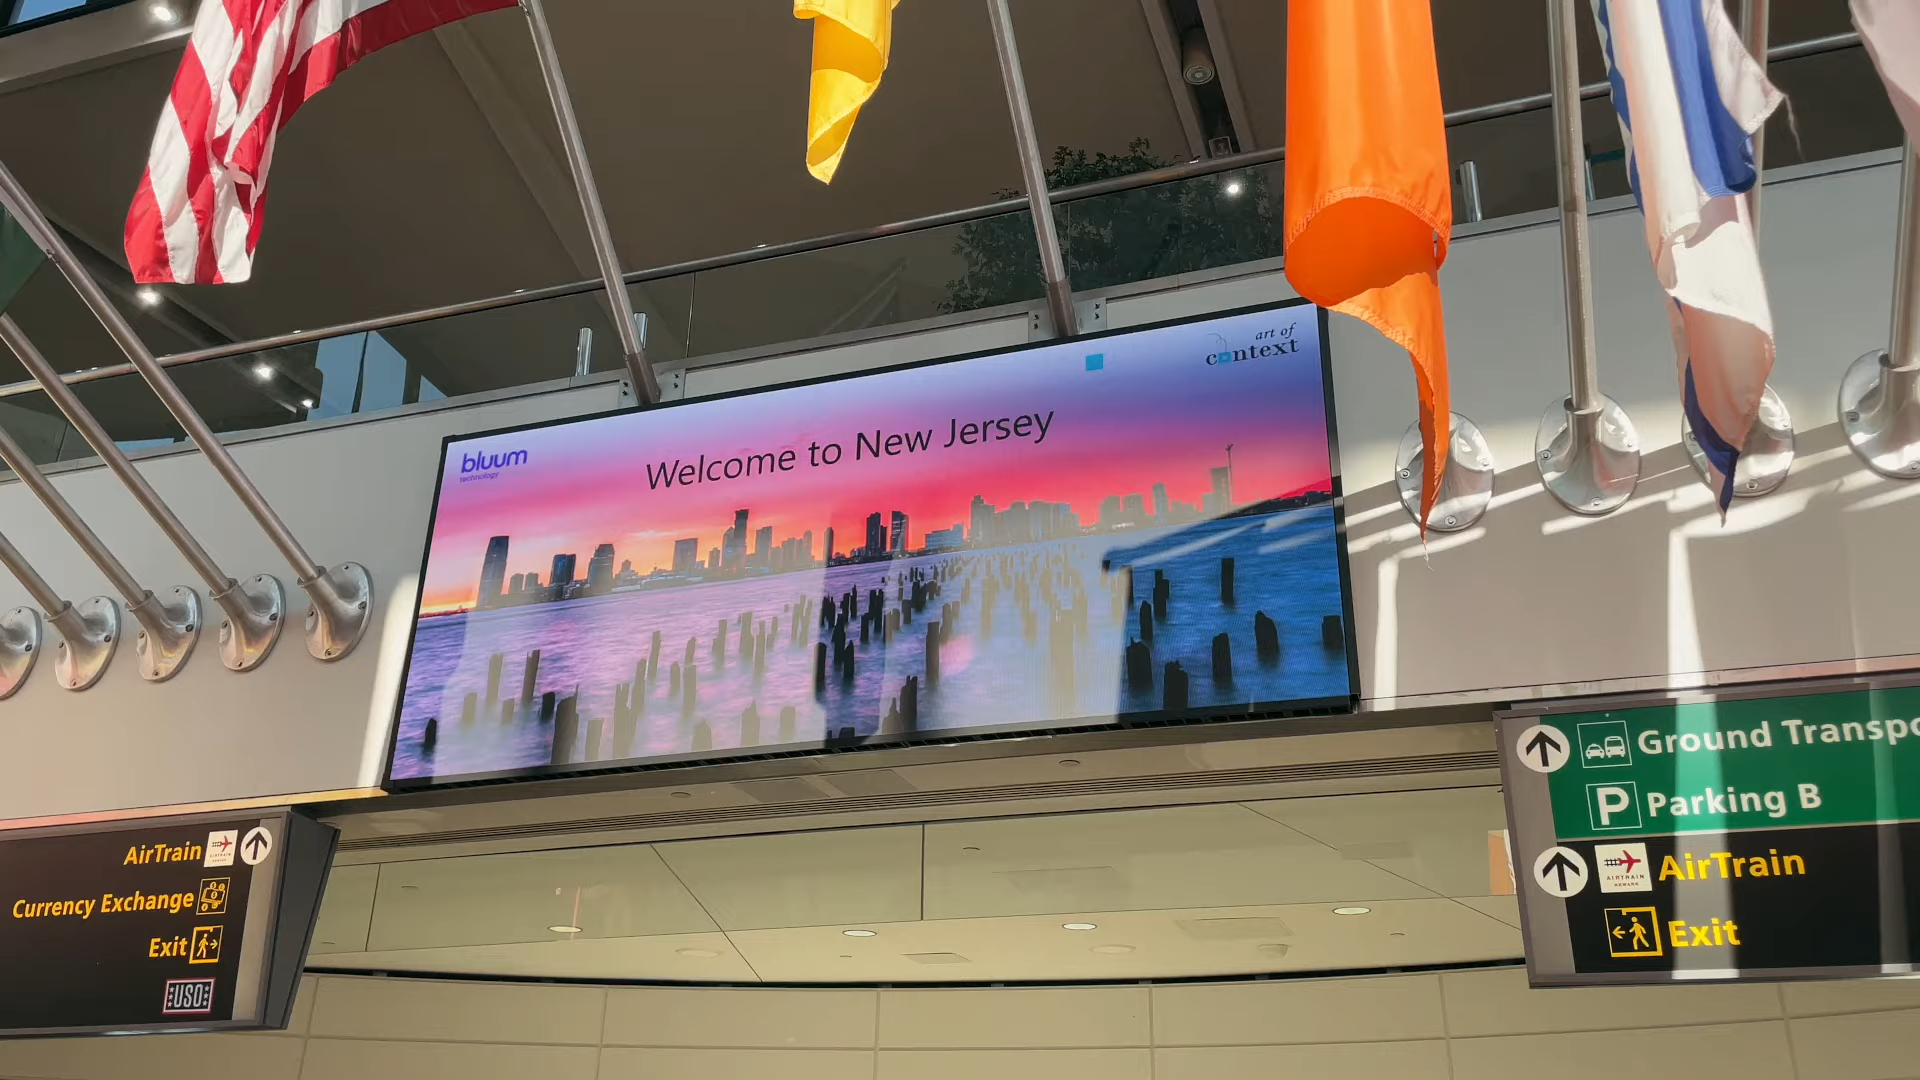 bluum
technology
Welcome to New Jersey
art of
context
AirTrain
Currency Exchange
Exit
USO
Ground Transpo
P Parking B
AirTrain
AIRTRAIN
NEWARK
Exit